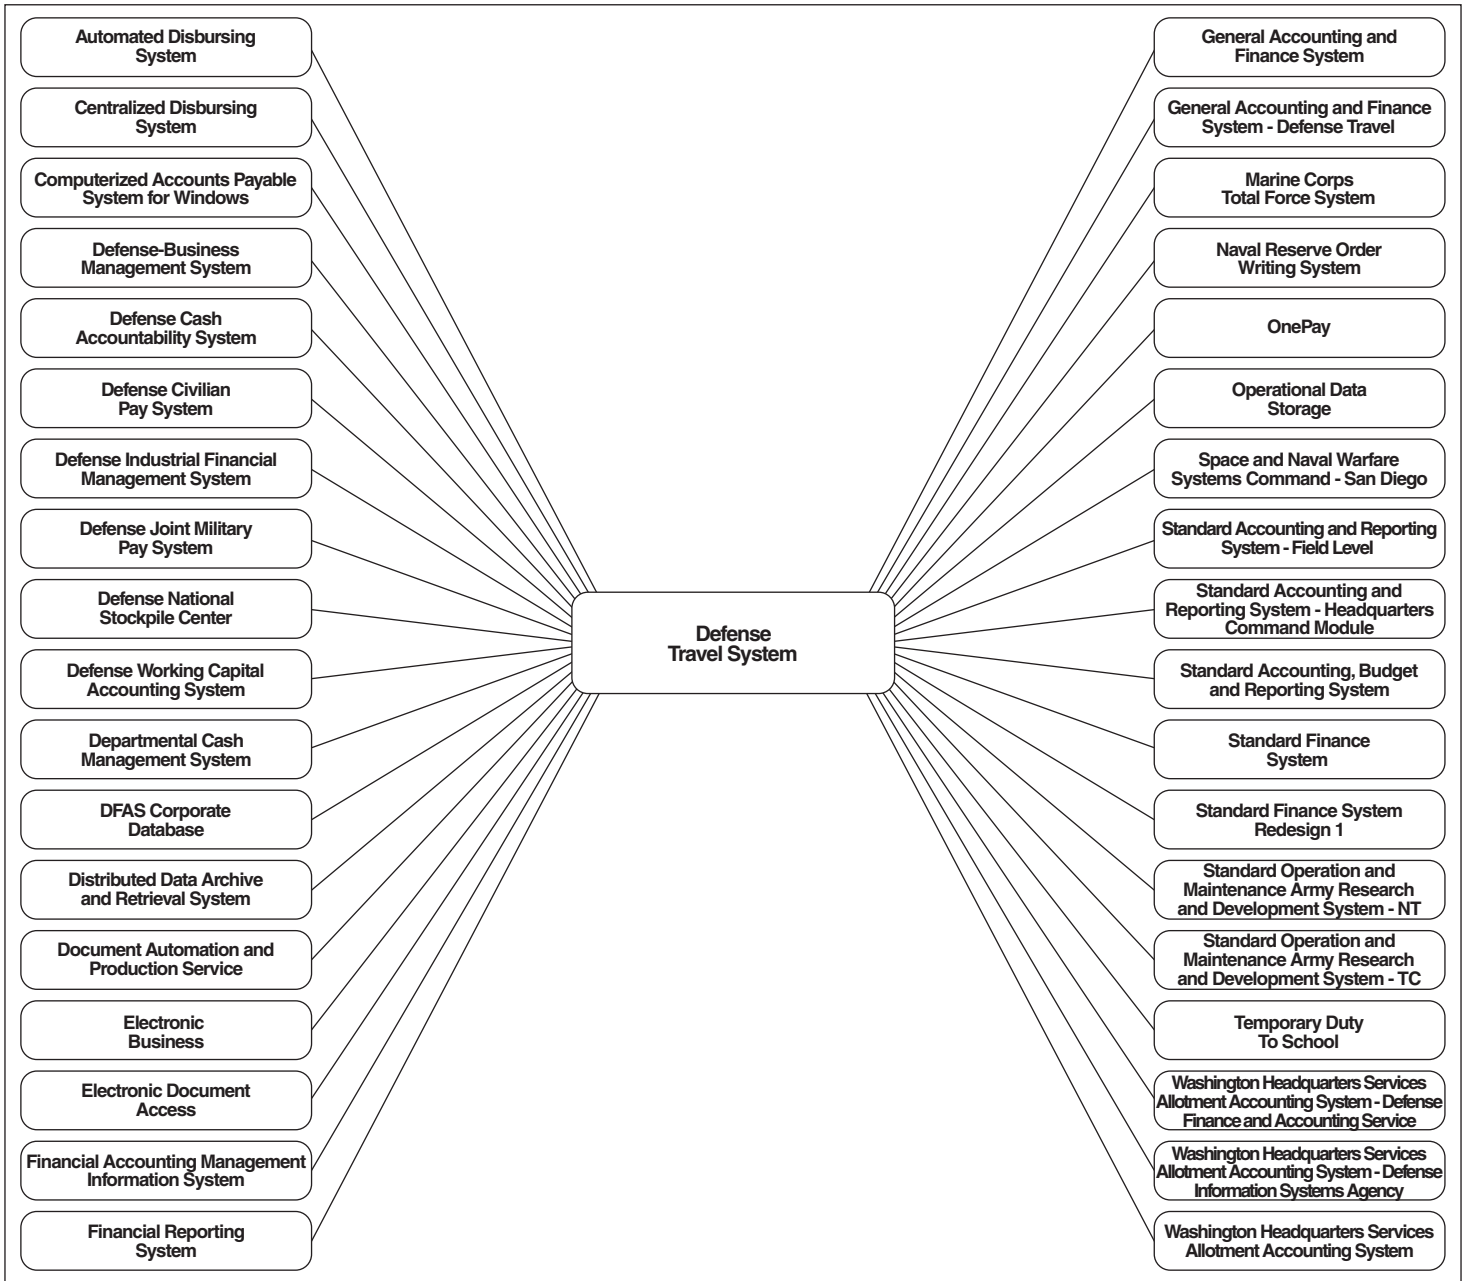 Automated Disbursing
System
Centralized Disbursing
System
Computerized Accounts Payable
System for Windows
Defense-Business
Management System
Defense Cash
Accountability System
Defense Civilian
Pay System
Defense Industrial Financial
Management System
Defense Joint Military
Pay System
Defense National
Stockpile Center
Defense Working Capital
Accounting System
Departmental Cash
Management System
DFAS Corporate
Database
Distributed Data Archive
and Retrieval System
Document Automation and
Production Service
Electronic
Business
Electronic Document
Access
Financial Accounting Management
Information System
Financial Reporting
System
Defense
Travel System
General Accounting and
Finance System
General Accounting and Finance
System - Defense Travel
Marine Corps
Total Force System
Naval Reserve Order
Writing System
OnePay
Operational Data
Storage
Space and Naval Warfare
Systems Command - San Diego
Standard Accounting and Reporting
System - Field Level
Standard Accounting and
Reporting System - Headquarters
Command Module
Standard Accounting, Budget
and Reporting System
Standard Finance
System
Standard Finance System
Redesign 1
Standard Operation and
Maintenance Army Research
and Development System - NT
Standard Operation and
Maintenance Army Research
and Development System - TC
Temporary Duty
To School
Washington Headquarters Services
Allotment Accounting System - Defense
Finance and Accounting Service
Washington Headquarters Services
Allotment Accounting System - Defense
Information Systems Agency
Washington Headquarters Services
Allotment Accounting System